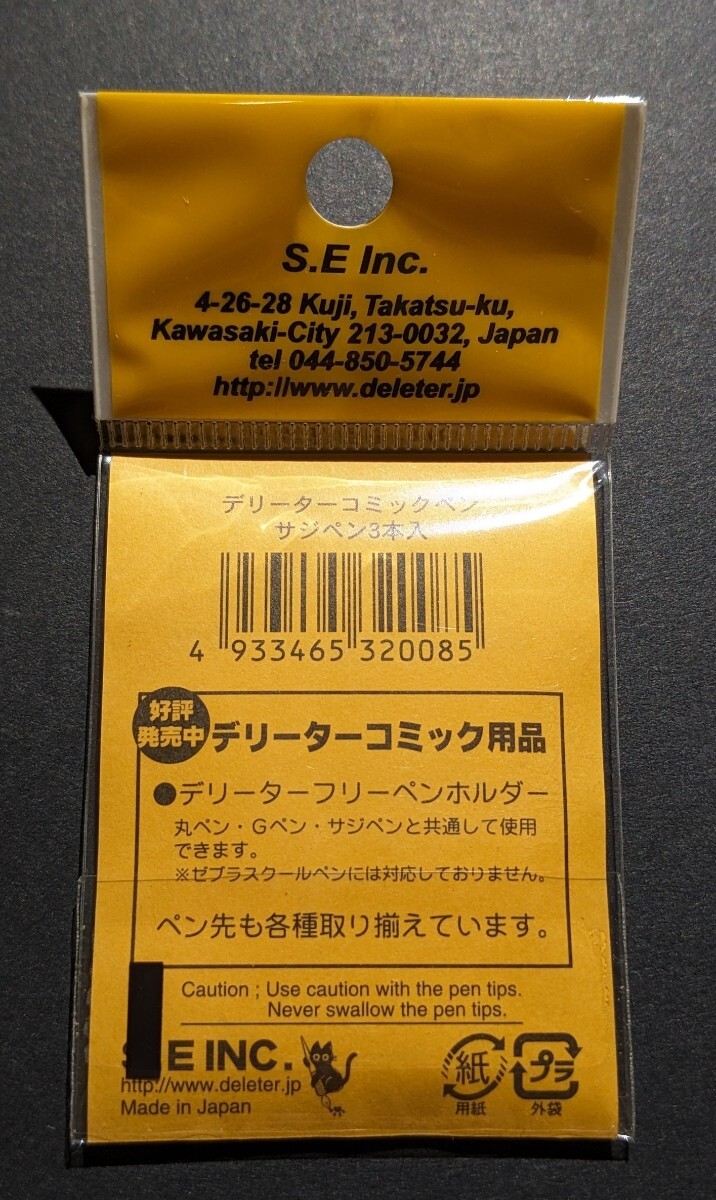 S.E Inc.
4-26-28 Kuji, Takatsu-ku,
Kawasaki-City 213-0032, Japan
tel 044-850-5744
http://www.deleter.jp
デリーターコミックペン
サジペン3本入
4 933465 320085
好評
発売中
デリーターコミック用品
●デリーターフリーペンホルダー
丸ペン・Gペン・サジペンと共通して使用
できます。
※ゼブラスクールペンには対応しておりません。
ペン先も各種取り揃えています。
Caution ; Use caution with the pen tips.
Never swallow the pen tips.
S.E INC.
http://www.deleter.jp
Made in Japan
紙
用紙
プラ
外袋